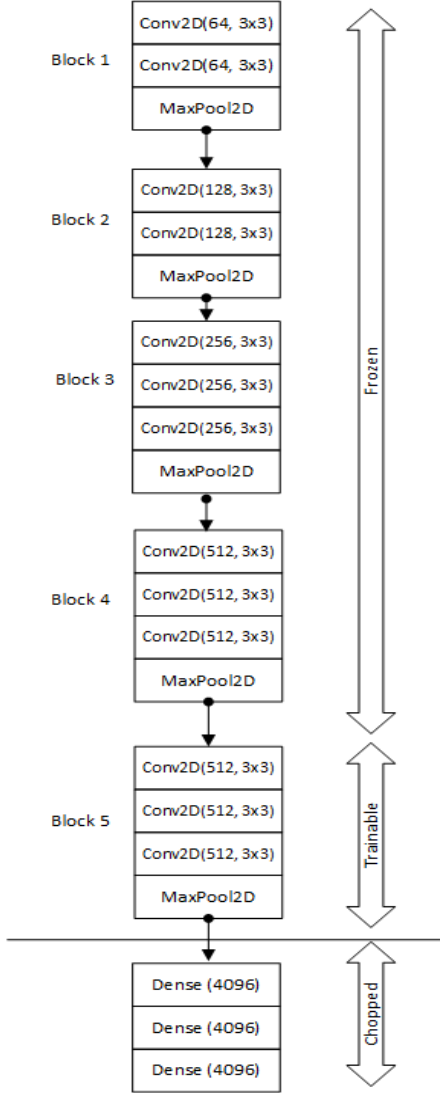 Conv2D(64, 3x3)
Block 1
Conv2D(64, 3x3)
MaxPool2D
Conv2D(128, 3x3)
Block 2
Conv2D(128, 3x3)
MaxPool2D
Conv2D(256, 3x3)
Block 3
Conv2D(256, 3x3)
Conv2D(256, 3x3)
MaxPool2D
Frozen
Conv2D(512, 3x3)
Block 4
Conv2D(512, 3x3)
Conv2D(512, 3x3)
MaxPool2D
Conv2D(512, 3x3)
Block 5
Conv2D(512, 3x3)
Conv2D(512, 3x3)
MaxPool2D
Trainable
Dense (4096)
Dense (4096)
Dense (4096)
Chopped